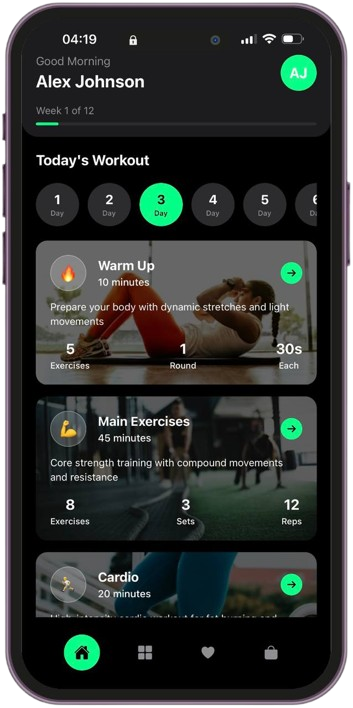 04:19
Good Morning
Alex Johnson
AJ
Week 1 of 12
Today's Workout
1 2 3 4 5 6
Day Day Day Day Day
Warm Up
10 minutes
Prepare your body with dynamic stretches and light
movements
5 1 30s
Exercises Round Each
Main Exercises
45 minutes
Core strength training with compound movements
and resistance
8 3 12
Exercises Sets Reps
Cardio
20 minutes